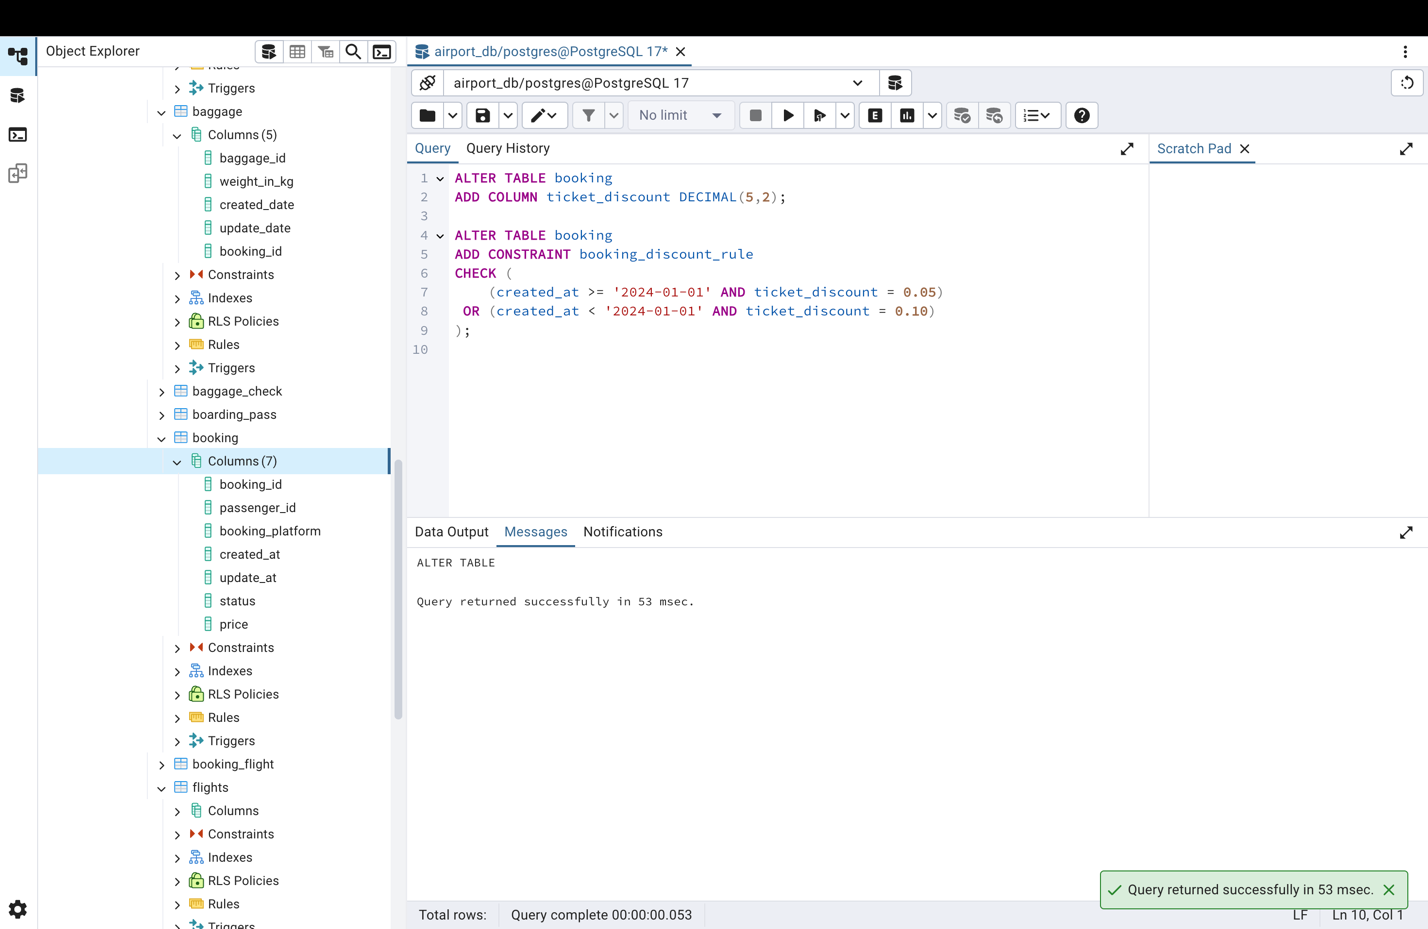 Object Explorer
Rules
Triggers
baggage
Columns (5)
baggage_id
weight_in_kg
created_date
update_date
booking_id
Constraints
Indexes
RLS Policies
Rules
Triggers
baggage_check
boarding_pass
booking
Columns (7)
booking_id
passenger_id
booking_platform
created_at
update_at
status
price
Constraints
Indexes
RLS Policies
Rules
Triggers
booking_flight
flights
Columns
Constraints
Indexes
RLS Policies
Rules
Triggers
airport_db/postgres@PostgreSQL 17*
airport_db/postgres@PostgreSQL 17
No limit
E
Query Query History
Scratch Pad
1 ALTER TABLE booking
2 ADD COLUMN ticket_discount DECIMAL(5,2);
3
4 ALTER TABLE booking
5 ADD CONSTRAINT booking_discount_rule
6 CHECK (
7 (created_at >= '2024-01-01' AND ticket_discount = 0.05)
8 OR (created_at < '2024-01-01' AND ticket_discount = 0.10)
9 );
10
Data Output Messages Notifications
ALTER TABLE
Query returned successfully in 53 msec.
Query returned successfully in 53 msec.
Total rows: Query complete 00:00:00.053 LF Ln 10, Col 1